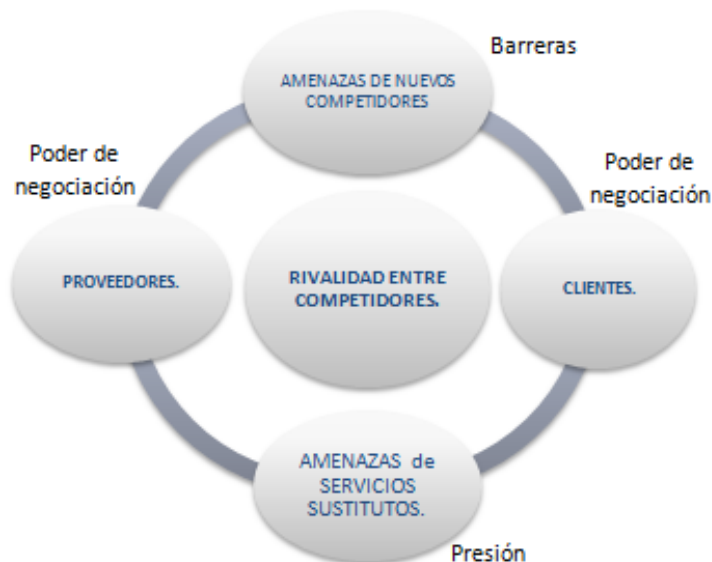 Barreras
AMENAZAS DE NUEVOS
COMPETIDORES
Poder de
negociación
Poder de
negociación
PROVEEDORES.
RIVALIDAD ENTRE
COMPETIDORES.
CLIENTES.
AMENAZAS de
SERVICIOS
SUSTITUTOS.
Presión